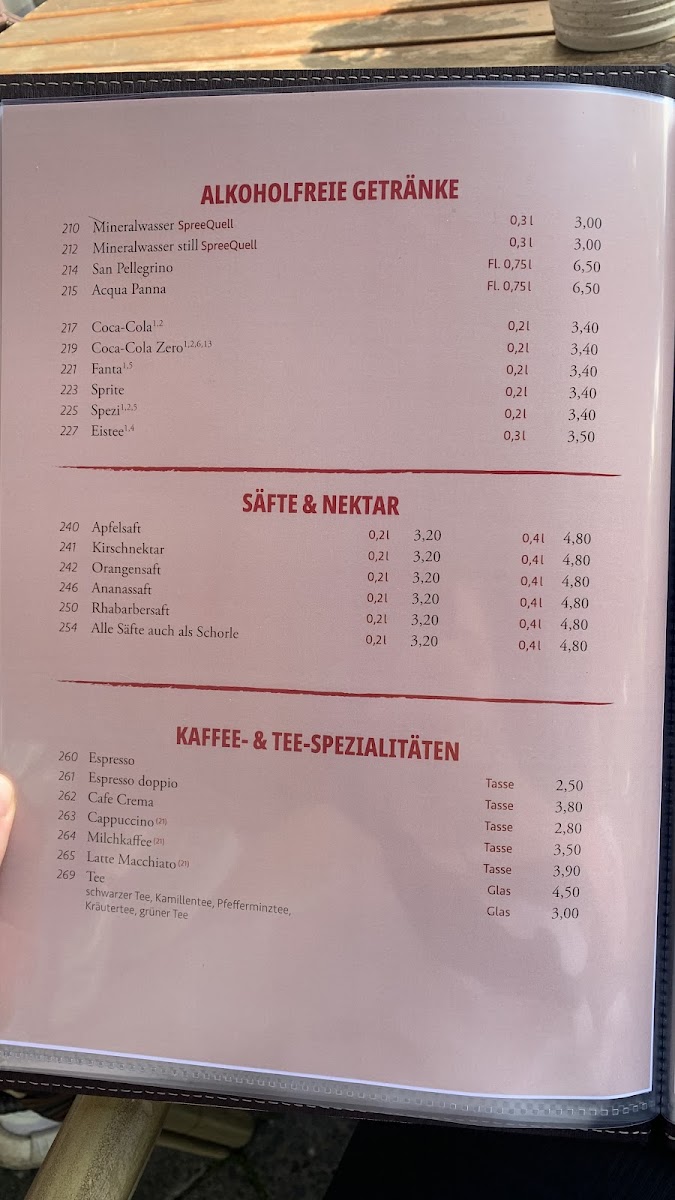 ALKOHOLFREIE GETRÄNKE
210 Mineralwasser SpreeQuell 0,3 l 3,00
212 Mineralwasser still SpreeQuell 0,3 l 3,00
214 San Pellegrino Fl. 0,75 l 6,50
215 Acqua Panna Fl. 0,75 l 6,50
217 Coca-Cola1,2 0,2 l 3,40
219 Coca-Cola Zero1,2,6,13 0,2 l 3,40
221 Fanta1,5 0,2 l 3,40
223 Sprite 0,2 l 3,40
225 Spezi1,2,5 0,2 l 3,40
227 Eistee1,4 0,3 l 3,50
SÄFTE & NEKTAR
240 Apfelsaft 0,2 l 3,20 0,4 l 4,80
241 Kirschnektar 0,2 l 3,20 0,4 l 4,80
242 Orangensaft 0,2 l 3,20 0,4 l 4,80
246 Ananassaft 0,2 l 3,20 0,4 l 4,80
250 Rhabarbersaft 0,2 l 3,20 0,4 l 4,80
254 Alle Säfte auch als Schorle 0,2 l 3,20 0,4 l 4,80
KAFFEE- & TEE-SPEZIALITÄTEN
260 Espresso Tasse 2,50
261 Espresso doppio Tasse 3,80
262 Cafe Crema Tasse 2,80
263 Cappuccino (21) Tasse 3,50
264 Milchkaffee (21) Tasse 3,90
265 Latte Macchiato (21) Glas 4,50
269 Tee Glas 3,00
schwarzer Tee, Kamillentee, Pfefferminztee,
Kräutertee, grüner Tee